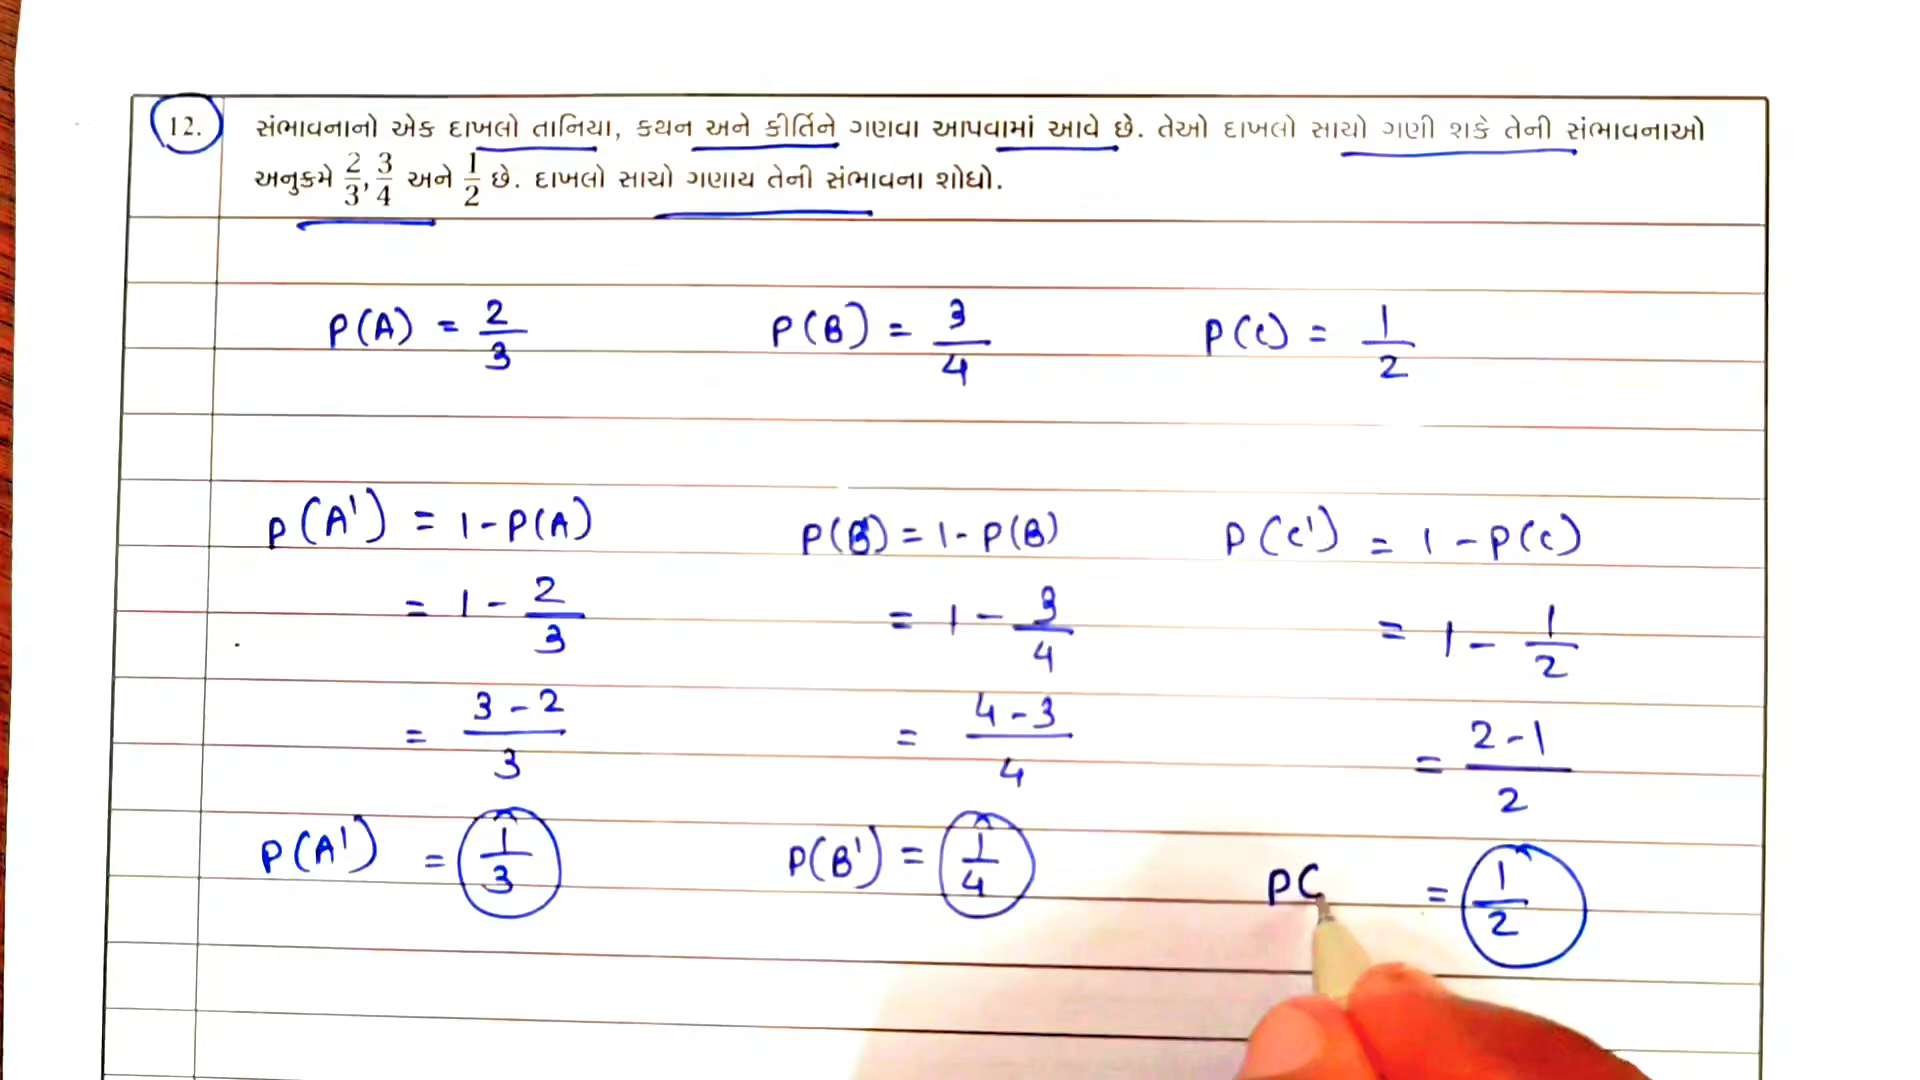 12. સંભાવનાનો એક દાખલો તાનિયા, કથન અને કીર્તિને ગણવા આપવામાં આવે છે. તેઓ દાખલો સાચો ગણી શકે તેની સંભાવનાઓ
અનુક્રમે 2/3, 3/4 અને 1/2 છે. દાખલો સાચો ગણાય તેની સંભાવના શોધો.
P(A) = 2/3 P(B) = 3/4 P(C) = 1/2
P(A') = 1-P(A) P(B') = 1-P(B) P(C') = 1-P(C)
= 1 - 2/3 = 1 - 3/4 = 1 - 1/2
= 3-2/3 = 4-3/4 = 2-1/2
P(A') = 1/3 P(B') = 1/4 PC = 1/2